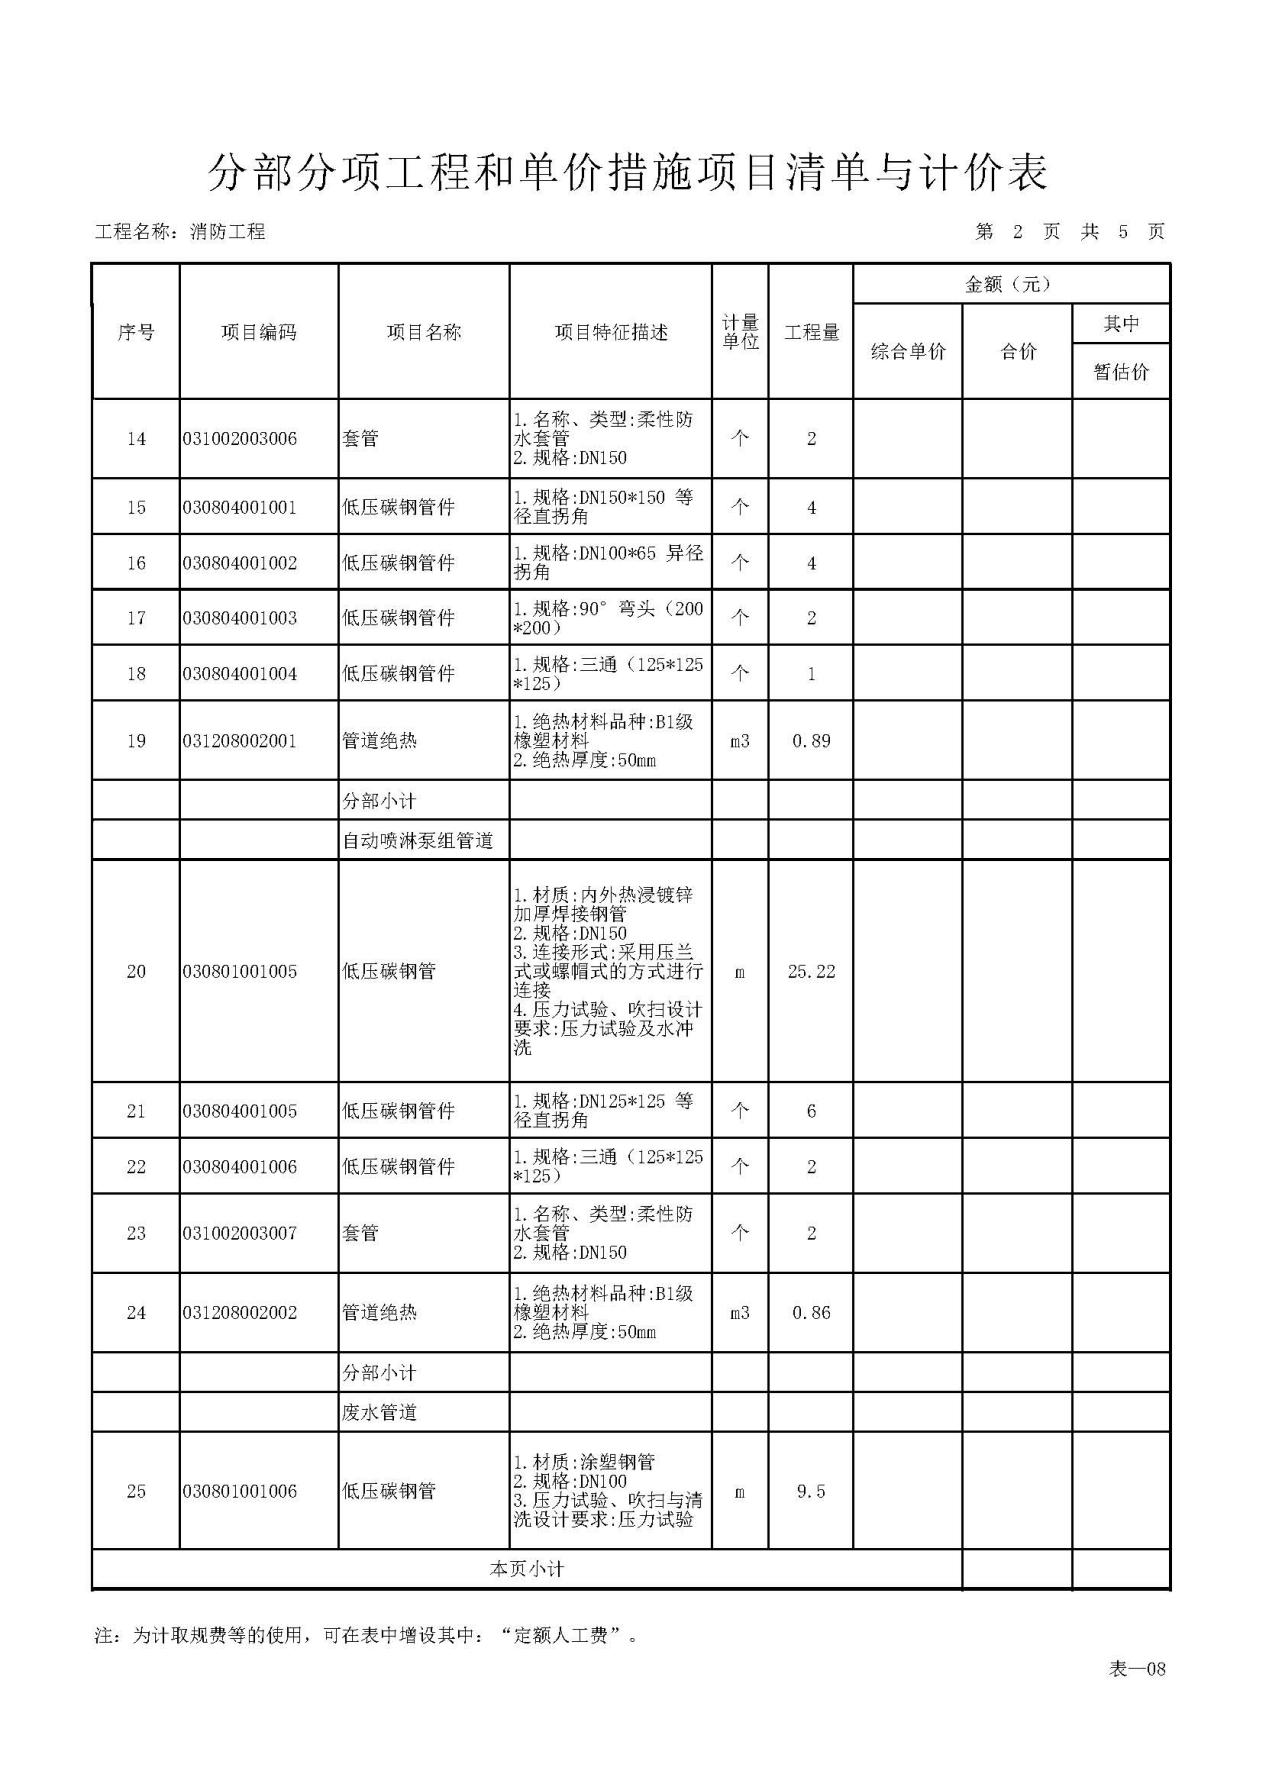 分部分项工程和单价措施项目清单与计价表
工程名称：消防工程
第 2 页 共 5 页
序号 项目编码 项目名称 项目特征描述 计量单位 工程量 金额（元）
综合单价 合价 其中
暂估价
14 031002003006 套管 1.名称、类型:柔性防
水套管
2.规格:DN150 个 2
15 030804001001 低压碳钢管件 1.规格:DN150*150 等
径直拐角 个 4
16 030804001002 低压碳钢管件 1.规格:DN100*65 异径
拐角 个 4
17 030804001003 低压碳钢管件 1.规格:90° 弯头（200
*200） 个 2
18 030804001004 低压碳钢管件 1.规格:三通（125*125
*125） 个 1
19 031208002001 管道绝热 1.绝热材料品种:B1级
橡塑材料
2.绝热厚度:50mm m3 0.89
分部小计
自动喷淋泵组管道
20 030801001005 低压碳钢管 1.材质:内外热浸镀锌
加厚焊接钢管
2.规格:DN150
3.连接形式:采用压兰
式或螺帽式的方式进行
连接
4.压力试验、吹扫设计
要求:压力试验及水冲
洗 m 25.22
21 030804001005 低压碳钢管件 1.规格:DN125*125 等
径直拐角 个 6
22 030804001006 低压碳钢管件 1.规格:三通（125*125
*125） 个 2
23 031002003007 套管 1.名称、类型:柔性防
水套管
2.规格:DN150 个 2
24 031208002002 管道绝热 1.绝热材料品种:B1级
橡塑材料
2.绝热厚度:50mm m3 0.86
分部小计
废水管道
25 030801001006 低压碳钢管 1.材质:涂塑钢管
2.规格:DN100
3.压力试验、吹扫与清
洗设计要求:压力试验 m 9.5
本页小计
注：为计取规费等的使用，可在表中增设其中：“定额人工费”。
表—08